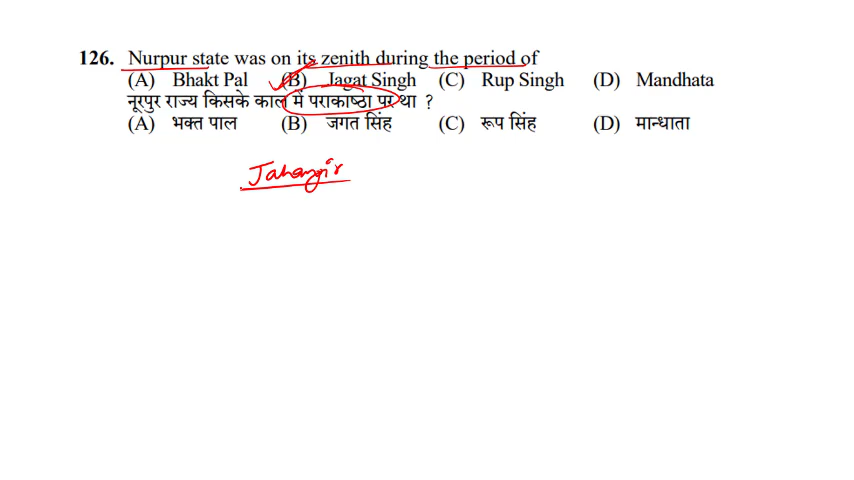 126. Nurpur state was on its zenith during the period of
(A) Bhakt Pal (B) Jagat Singh (C) Rup Singh (D) Mandhata
नूरपुर राज्य किसके काल में पराकाष्ठा पर था ?
(A) भक्त पाल (B) जगत सिंह (C) रूप सिंह (D) मान्धाता
Jahangir